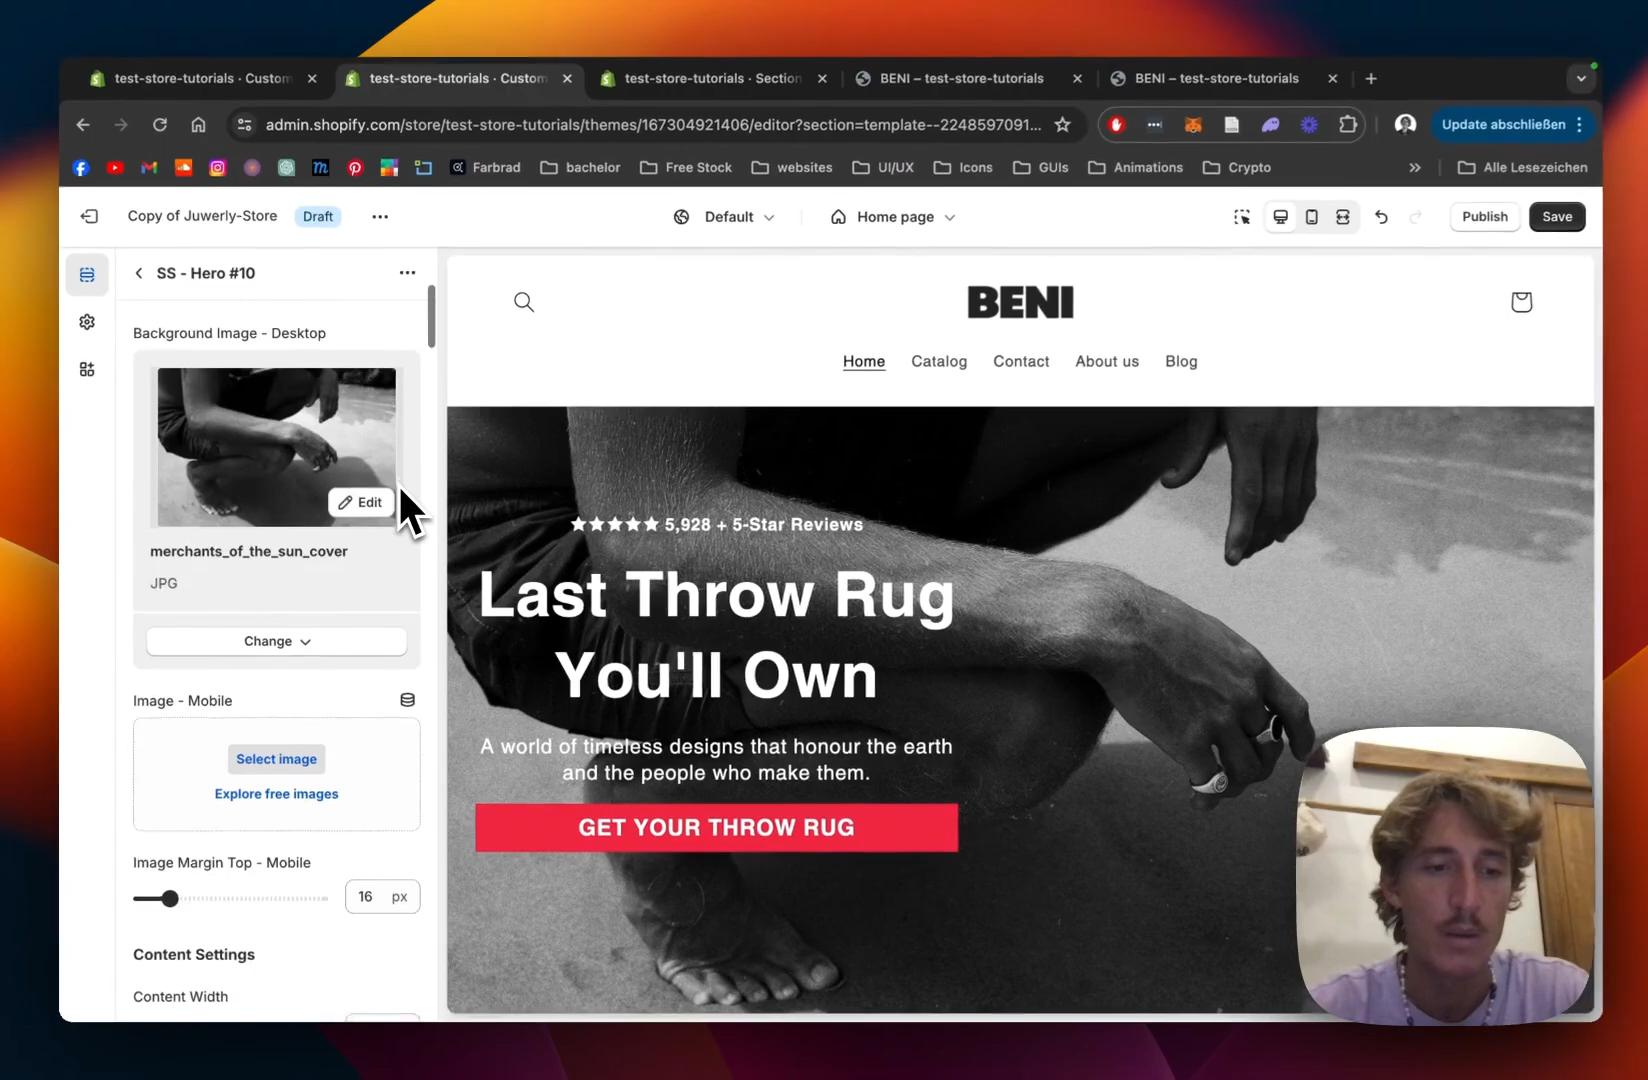 test-store-tutorials · Custom
test-store-tutorials · Custom
test-store-tutorials · Section
BENI – test-store-tutorials
BENI – test-store-tutorials
admin.shopify.com/store/test-store-tutorials/themes/167304921406/editor?section=template--2248597091...
Update abschließen
Farbrad
bachelor
Free Stock
websites
UI/UX
Icons
GUIs
Animations
Crypto
»
Alle Lesezeichen
Copy of Juwerly-Store
Draft
Default
Home page
Publish
Save
SS - Hero #10
Background Image - Desktop
Edit
merchants_of_the_sun_cover
JPG
Change
Image - Mobile
Select image
Explore free images
Image Margin Top - Mobile
16 px
Content Settings
Content Width
BENI
Home
Catalog
Contact
About us
Blog
★★★★★ 5,928 + 5-Star Reviews
Last Throw Rug
You'll Own
A world of timeless designs that honour the earth
and the people who make them.
GET YOUR THROW RUG